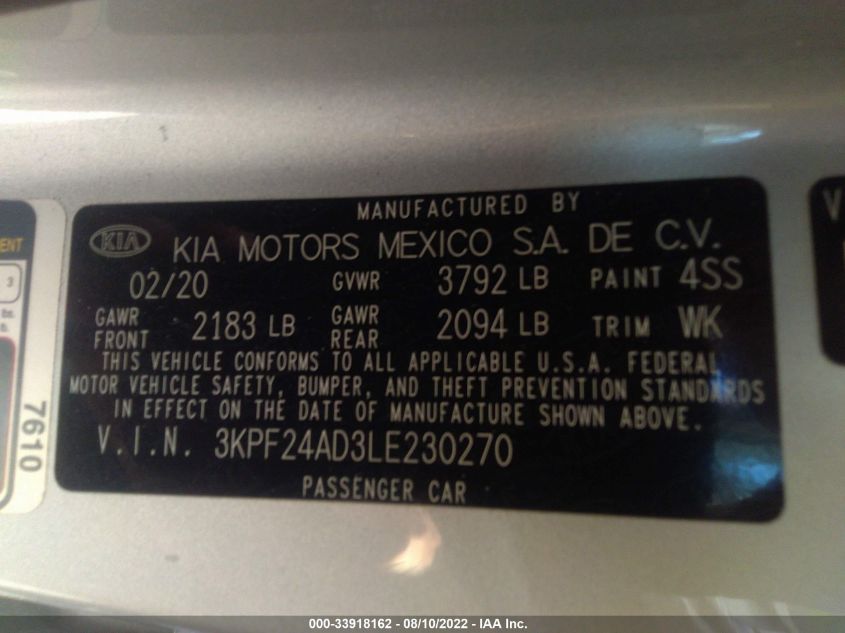 MANUFACTURED BY
KIA KIA MOTORS MEXICO S.A. DE C.V.
02/20 GVWR 3792 LB PAINT 4SS
GAWR FRONT 2183 LB GAWR REAR 2094 LB TRIM WK
THIS VEHICLE CONFORMS TO ALL APPLICABLE U.S.A. FEDERAL
MOTOR VEHICLE SAFETY, BUMPER, AND THEFT PREVENTION STANDARDS
IN EFFECT ON THE DATE OF MANUFACTURE SHOWN ABOVE.
V.I.N. 3KPF24AD3LE230270
PASSENGER CAR
7610
3
V
000-33918162 - 08/10/2022 - IAA Inc.